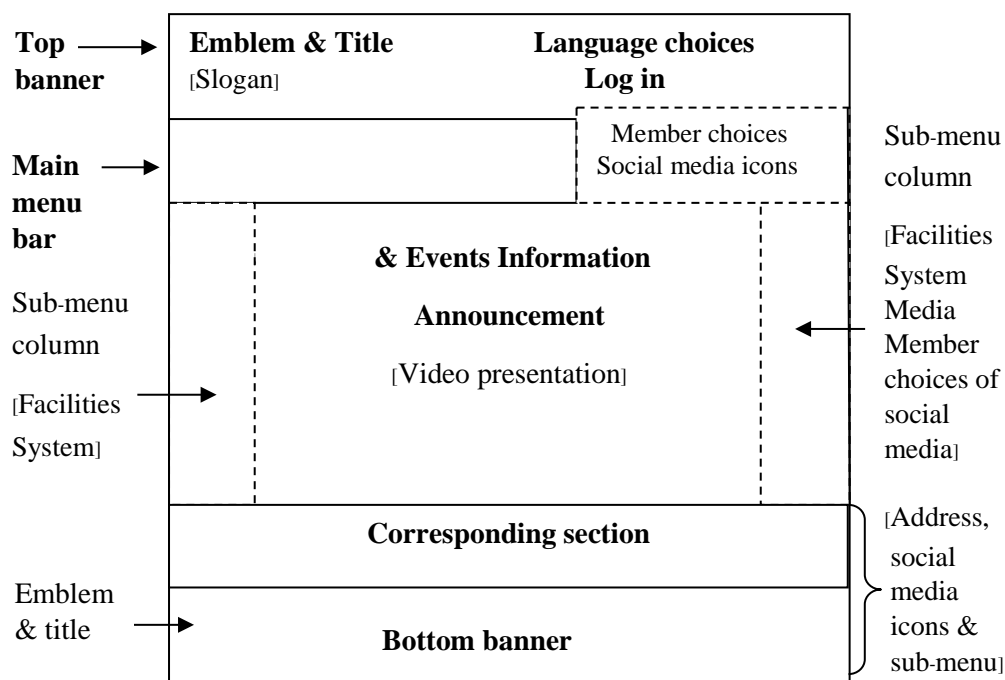 Top
banner
Emblem & Title
[Slogan]
Language choices
Log in
Main
menu
bar
Member choices
Social media icons
Sub-menu
column
[Facilities
System]
& Events Information
Announcement
[Video presentation]
Sub-menu
column
[Facilities
System
Media
Member
choices of
social
media]
Corresponding section
Emblem
& title
Bottom banner
[Address,
social
media
icons &
sub-menu]